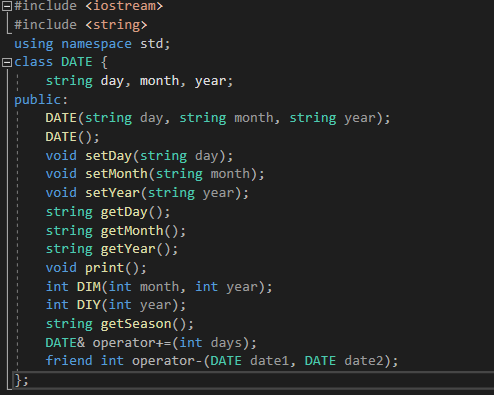 #include <iostream>
#include <string>
using namespace std;
class DATE {
    string day, month, year;
public:
    DATE(string day, string month, string year);
    DATE();
    void setDay(string day);
    void setMonth(string month);
    void setYear(string year);
    string getDay();
    string getMonth();
    string getYear();
    void print();
    int DIM(int month, int year);
    int DIY(int year);
    string getSeason();
    DATE& operator+=(int days);
    friend int operator-(DATE date1, DATE date2);
};